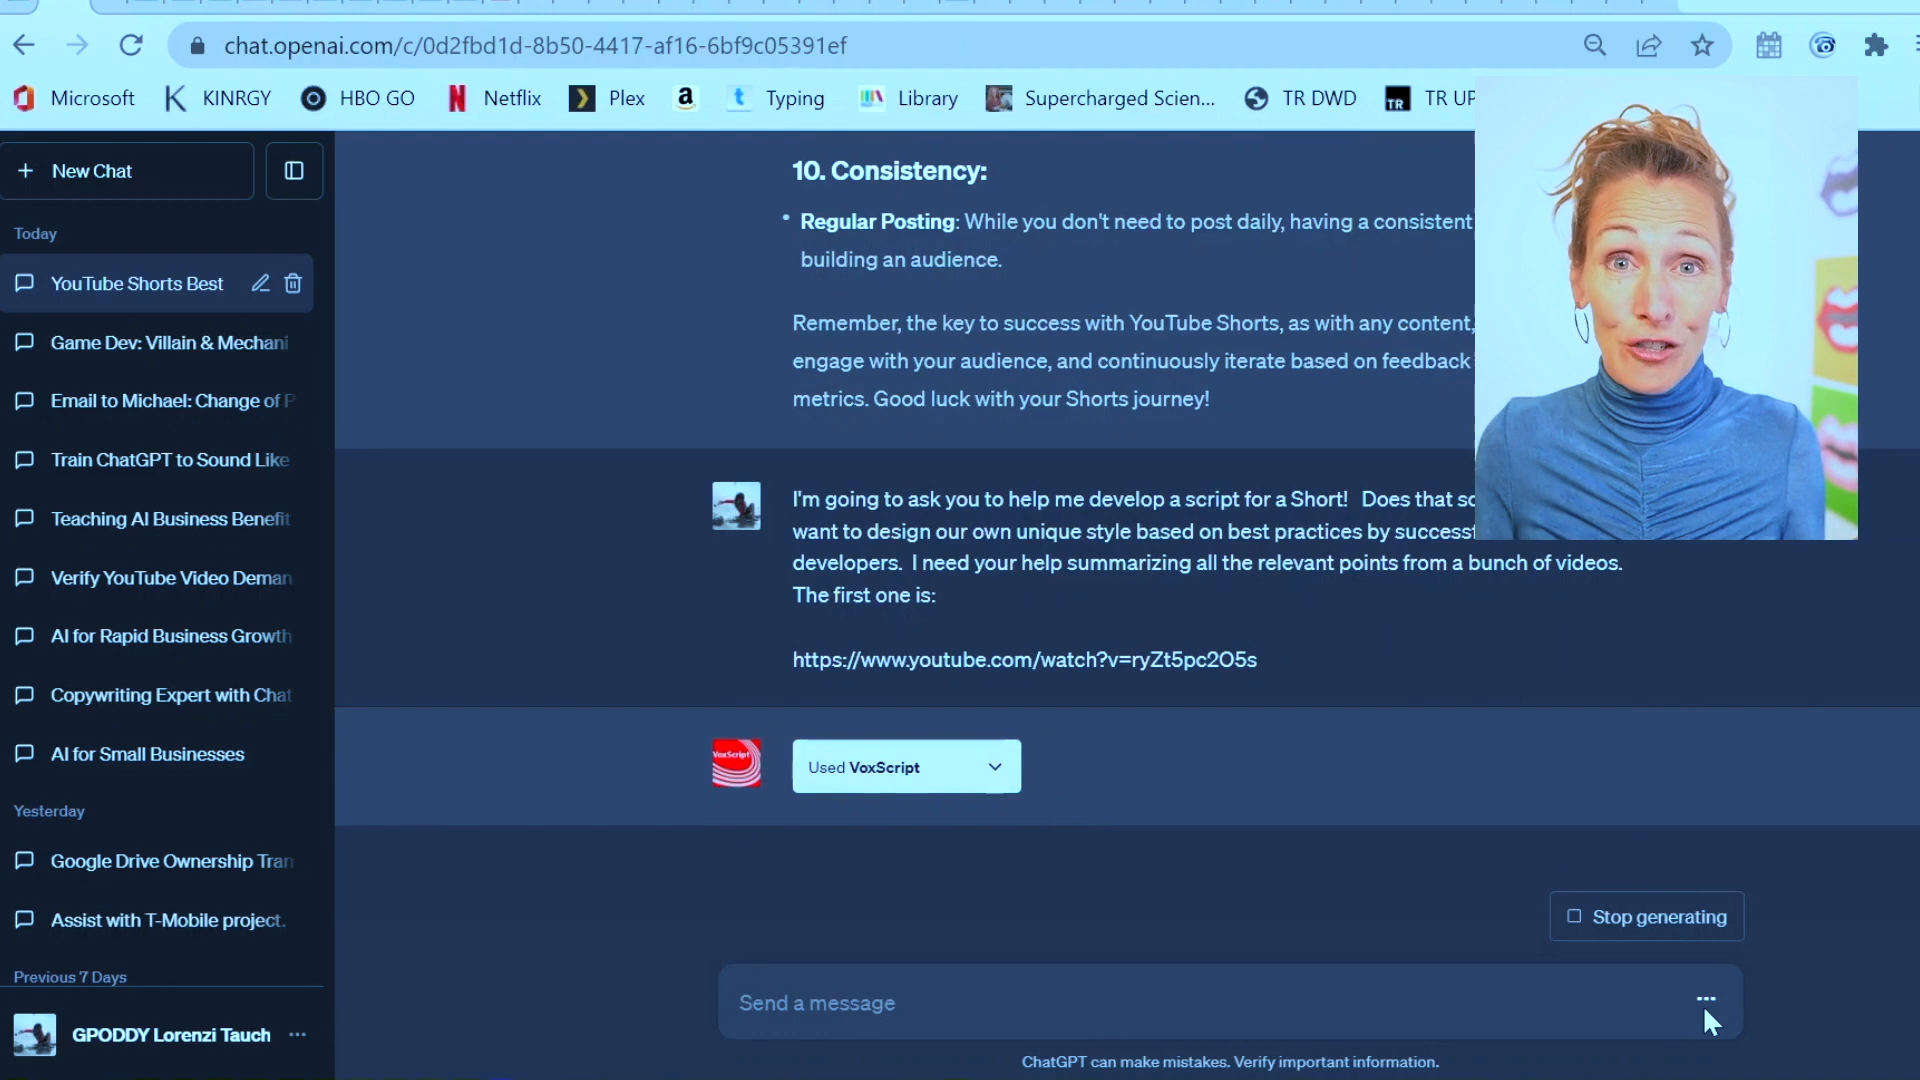 chat.openai.com/c/0d2fbd1d-8b50-4417-af16-6bf9c05391ef
Microsoft KINRGY HBO GO Netflix Plex Typing Library Supercharged Scien... TR DWD TR UP
New Chat
Today
YouTube Shorts Best
Game Dev: Villain & Mechani
Email to Michael: Change of P
Train ChatGPT to Sound Like
Teaching AI Business Benefit
Verify YouTube Video Deman
AI for Rapid Business Growth
Copywriting Expert with Chat
AI for Small Businesses
Yesterday
Google Drive Ownership Tran
Assist with T-Mobile project.
Previous 7 Days
GPODDY Lorenzi Tauch
10. Consistency:
• Regular Posting: While you don't need to post daily, having a consistent
building an audience.
Remember, the key to success with YouTube Shorts, as with any content,
engage with your audience, and continuously iterate based on feedback
metrics. Good luck with your Shorts journey!
I'm going to ask you to help me develop a script for a Short! Does that so
want to design our own unique style based on best practices by success
developers. I need your help summarizing all the relevant points from a bunch of videos.
The first one is:
https://www.youtube.com/watch?v=ryZt5pc2O5s
VoxScript
Used VoxScript
Stop generating
Send a message
ChatGPT can make mistakes. Verify important information.